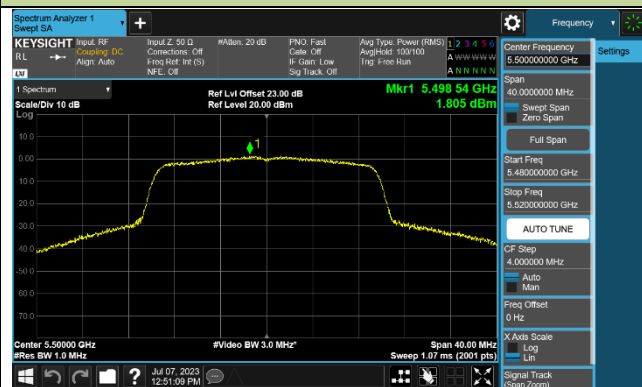 Spectrum Analyzer 1
Swept SA
+
Frequency
KEYSIGHT
RL
LXI
Input: RF
Coupling: DC
Align: Auto
Input Z: 50 Ω
Corrections: Off
Freq Ref: Int (S)
NFE: Off
#Atten: 20 dB
PNO: Fast
Gate: Off
IF Gain: Low
Sig Track: Off
Avg Type: Power (RMS)
Avg|Hold: 100/100
Trig: Free Run
1 2 3 4 5 6
A W W W W W
A N N N N N
1 Spectrum
Scale/Div 10 dB
Log
Ref Lvl Offset 23.00 dB
Ref Level 20.00 dBm
Mkr1 5.498 54 GHz
1.805 dBm
1
10.0
0.00
-10.0
-20.0
-30.0
-40.0
-50.0
-60.0
-70.0
Center 5.50000 GHz
#Res BW 1.0 MHz
#Video BW 3.0 MHz*
Span 40.00 MHz
Sweep 1.07 ms (2001 pts)
Jul 07, 2023
12:51:09 PM
?
Center Frequency
5.500000000 GHz
Settings
Span
40.0000000 MHz
Swept Span
Zero Span
Full Span
Start Freq
5.480000000 GHz
Stop Freq
5.520000000 GHz
AUTO TUNE
CF Step
4.000000 MHz
Auto
Man
Freq Offset
0 Hz
X Axis Scale
Log
Lin
Signal Track
(Span Zoom)